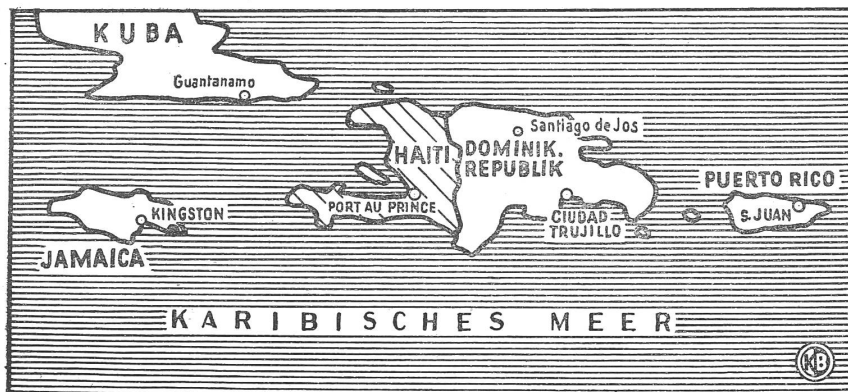 KUBA
Guantanamo
Santiago de Jos
HAITI
DOMINIK.
REPUBLIK
PUERTO RICO
KINGSTON
PORT AU PRINCE
CIUDAD
TRUJILLO
S. JUAN
JAMAICA
KARIBISCHES MEER
KB